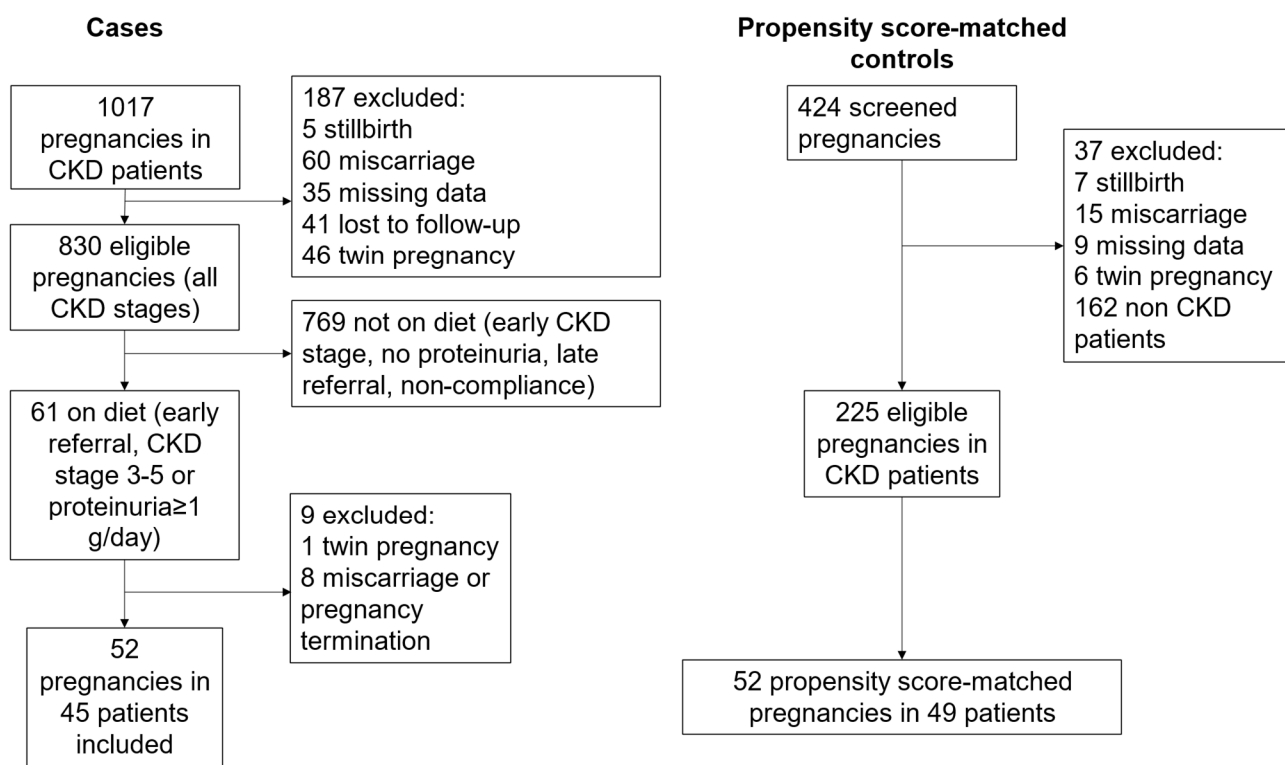 Cases
1017
pregnancies in
CKD patients
187 excluded:
5 stillbirth
60 miscarriage
35 missing data
41 lost to follow-up
46 twin pregnancy
830 eligible
pregnancies (all
CKD stages)
769 not on diet (early CKD
stage, no proteinuria, late
referral, non-compliance)
61 on diet (early
referral, CKD
stage 3-5 or
proteinuria≥1
g/day)
9 excluded:
1 twin pregnancy
8 miscarriage or
pregnancy
termination
52
pregnancies in
45 patients
included
Propensity score-matched
controls
424 screened
pregnancies
37 excluded:
7 stillbirth
15 miscarriage
9 missing data
6 twin pregnancy
162 non CKD
patients
225 eligible
pregnancies in
CKD patients
52 propensity score-matched
pregnancies in 49 patients